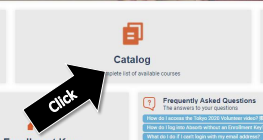 Catalog
plete list of available courses
Click
Frequently Asked Questions
The answers to your questions
How do I access the Tokyo 2020 Volunteer video?
How do I log into Absorb without an Enrollment Key
What do I do if I can't login with my email address?